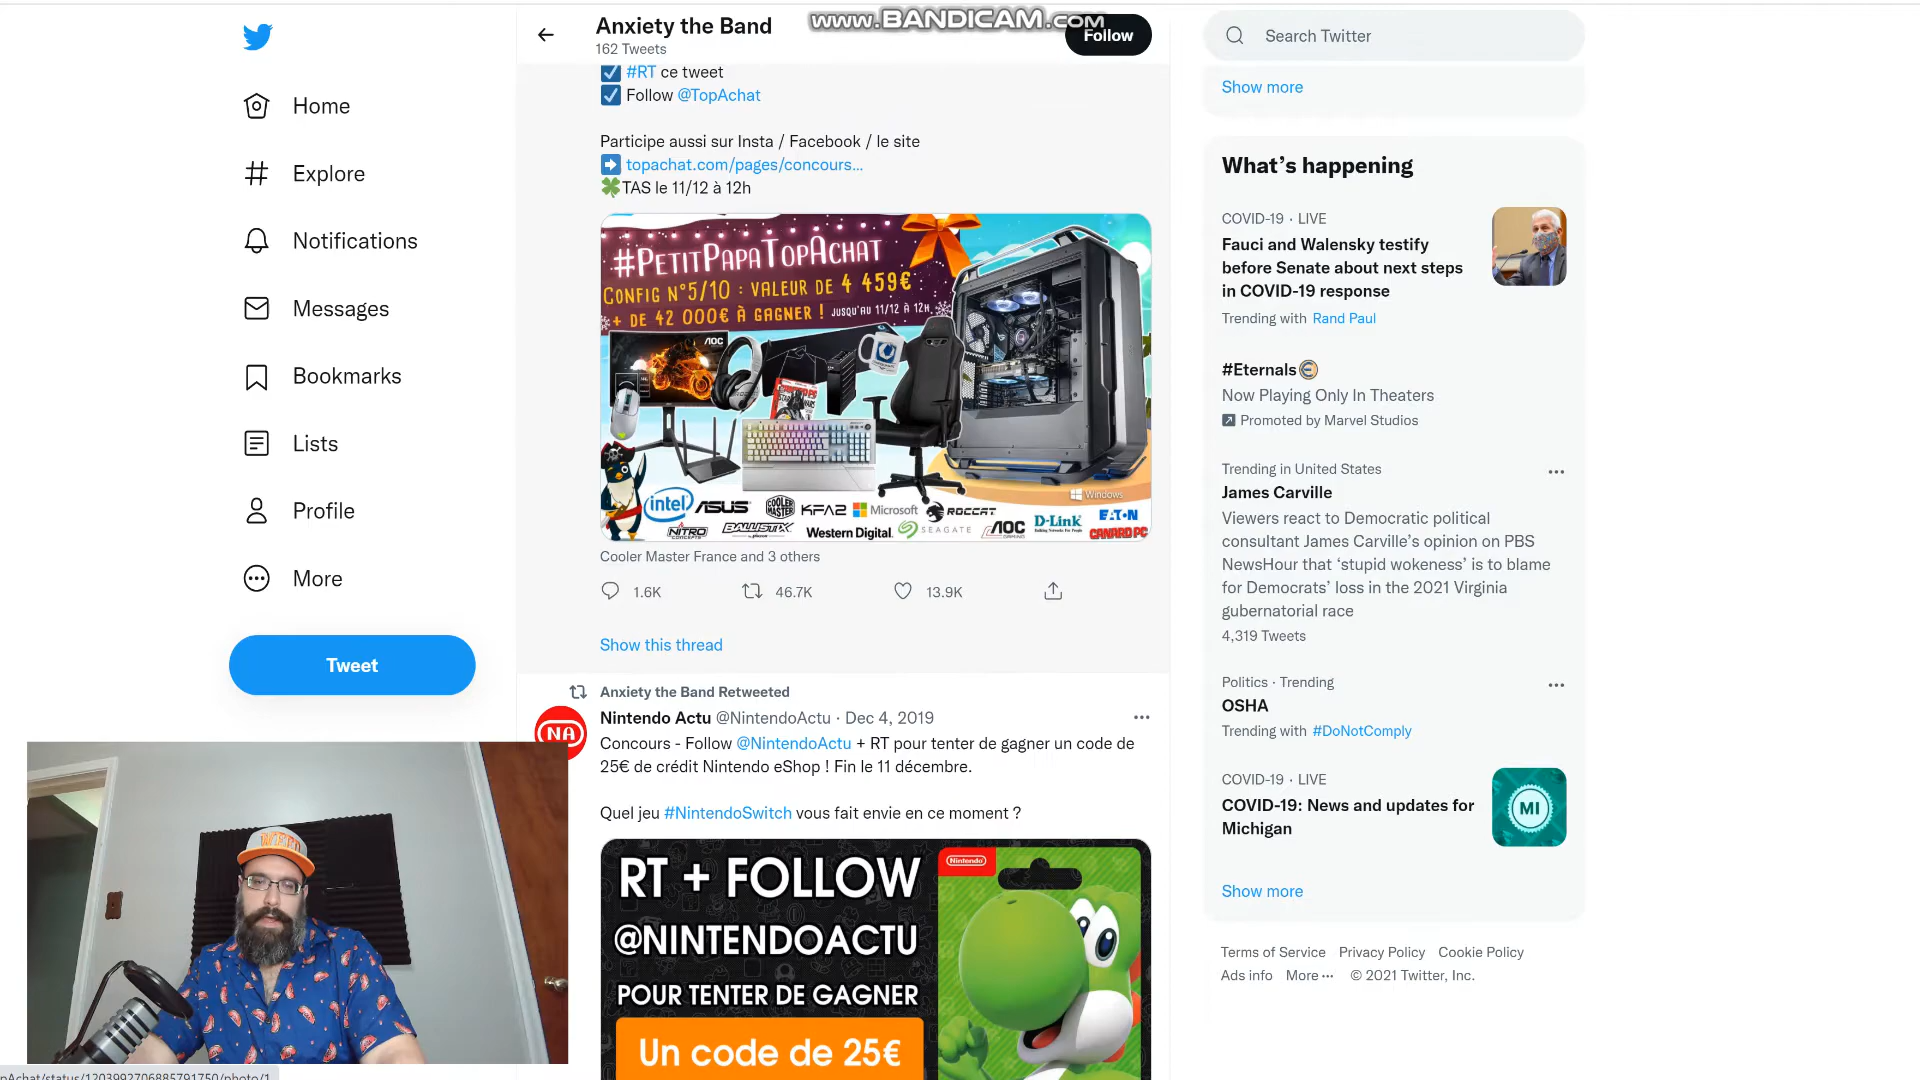 www.BANDICAM.com
Home
Explore
Notifications
Messages
Bookmarks
Lists
Profile
More
Tweet
Anxiety the Band
162 Tweets
Follow
#RT ce tweet
Follow @TopAchat
Participe aussi sur Insta / Facebook / le site
topachat.com/pages/concours...
TAS le 11/12 à 12h
#PETITPAPATOPACHAT
CONFIG N°5/10 : VALEUR DE 4 459€
+ DE 42 000€ À GAGNER ! JUSQU'AU 11/12 À 12H
AOC
Windows
intel ASUS COOLER MASTER KFA2 Microsoft ROCCAT D-Link EATON
NITRO CONCEPTS BALLISTIX Western Digital. SEAGATE AOC GAMING CANARD PC
Cooler Master France and 3 others
1.6K 46.7K 13.9K
Show this thread
Anxiety the Band Retweeted
Nintendo Actu @NintendoActu · Dec 4, 2019
NA
Concours - Follow @NintendoActu + RT pour tenter de gagner un code de
25€ de crédit Nintendo eShop ! Fin le 11 décembre.
Quel jeu #NintendoSwitch vous fait envie en ce moment ?
RT + FOLLOW
@NINTENDOACTU
POUR TENTER DE GAGNER
Un code de 25€
Nintendo
Search Twitter
Show more
What's happening
COVID-19 · LIVE
Fauci and Walensky testify
before Senate about next steps
in COVID-19 response
Trending with Rand Paul
#Eternals
Now Playing Only In Theaters
Promoted by Marvel Studios
Trending in United States
James Carville
Viewers react to Democratic political
consultant James Carville's opinion on PBS
NewsHour that 'stupid wokeness' is to blame
for Democrats' loss in the 2021 Virginia
gubernatorial race
4,319 Tweets
Politics · Trending
OSHA
Trending with #DoNotComply
COVID-19 · LIVE
COVID-19: News and updates for
Michigan
MI
Show more
Terms of Service Privacy Policy Cookie Policy
Ads info More ··· © 2021 Twitter, Inc.
pAchat/status/1203992706885791750/photo/1